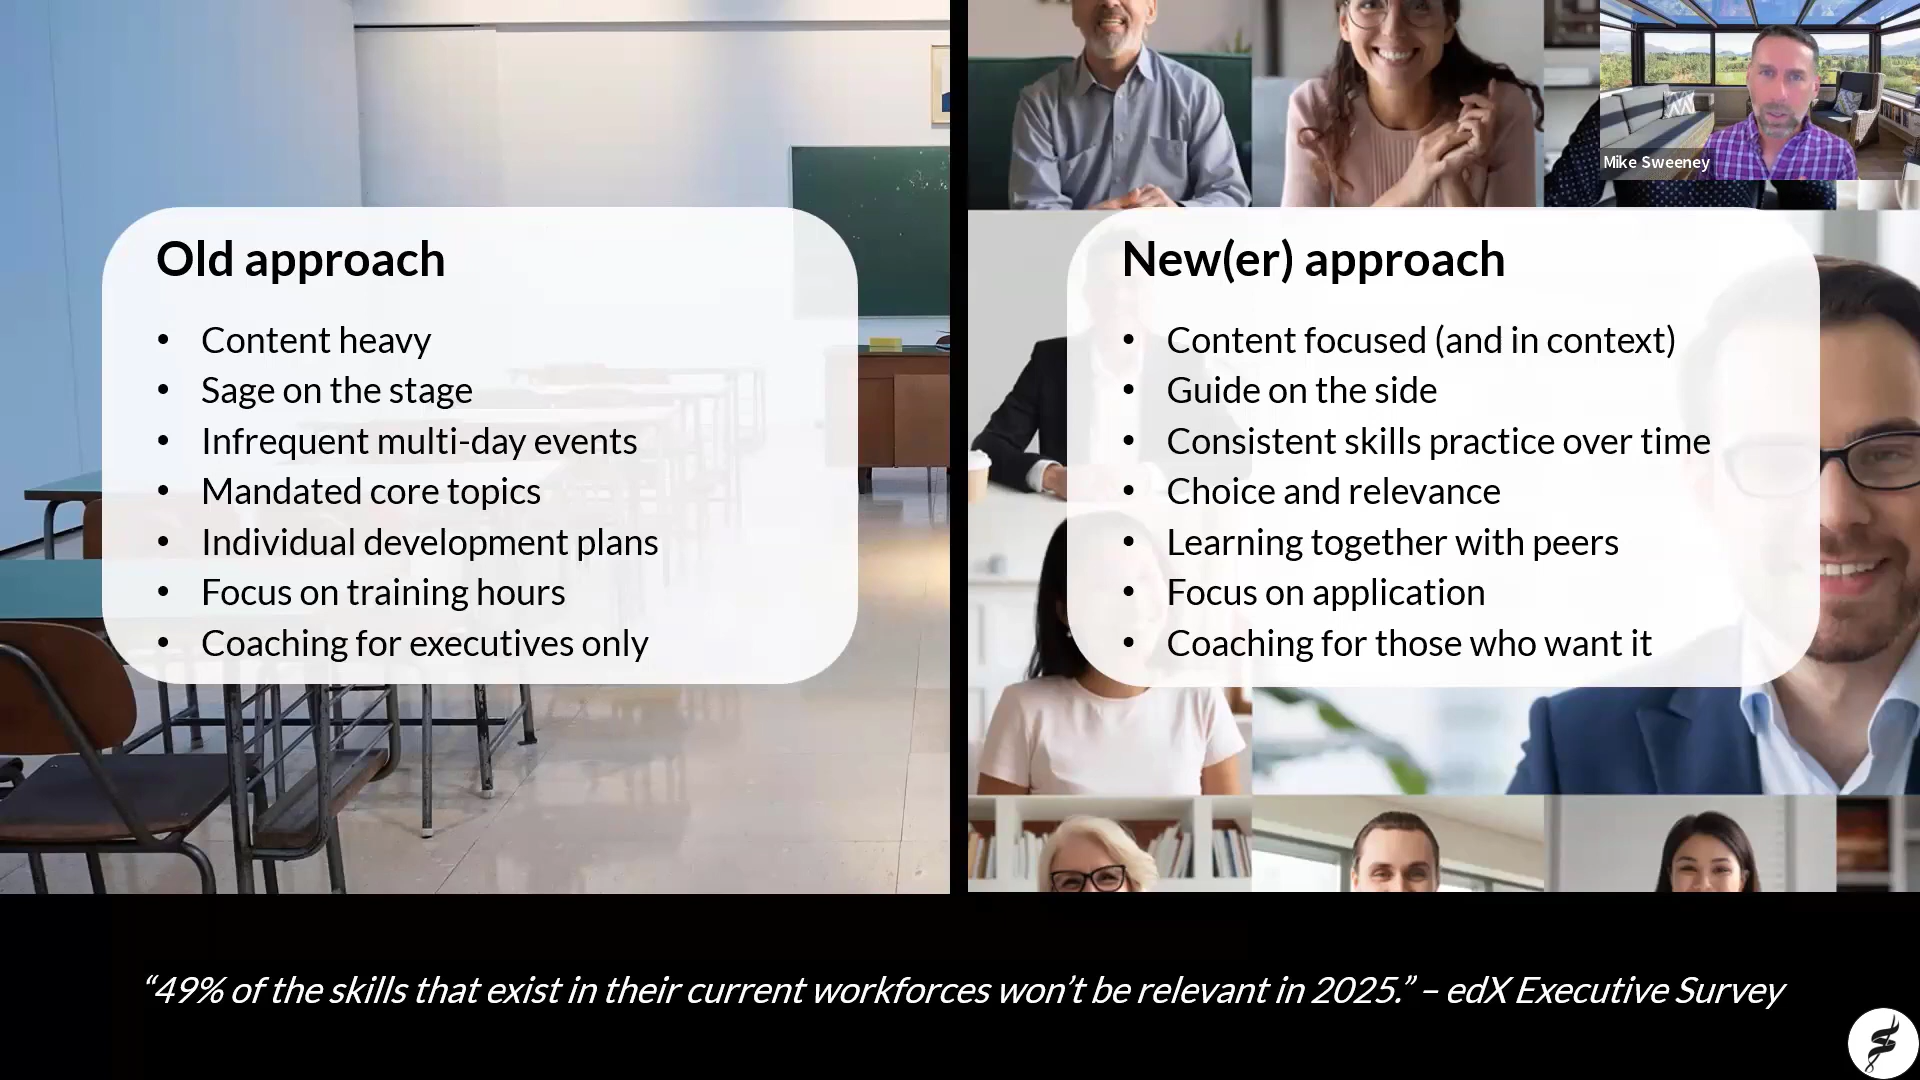 Mike Sweeney
Old approach
• Content heavy
• Sage on the stage
• Infrequent multi-day events
• Mandated core topics
• Individual development plans
• Focus on training hours
• Coaching for executives only
New(er) approach
• Content focused (and in context)
• Guide on the side
• Consistent skills practice over time
• Choice and relevance
• Learning together with peers
• Focus on application
• Coaching for those who want it
“49% of the skills that exist in their current workforces won’t be relevant in 2025.” – edX Executive Survey